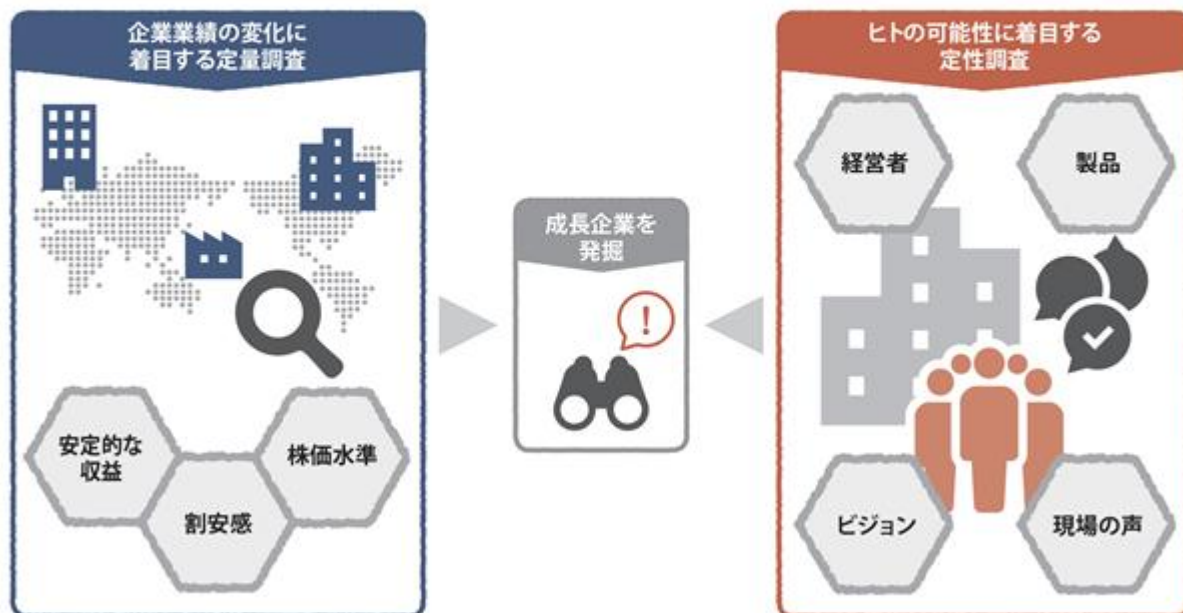 企業業績の変化に
着目する定量調査
安定的な
収益
割安感
株価水準
成長企業を
発掘
!
ヒトの可能性に着目する
定性調査
経営者
製品
ビジョン
現場の声